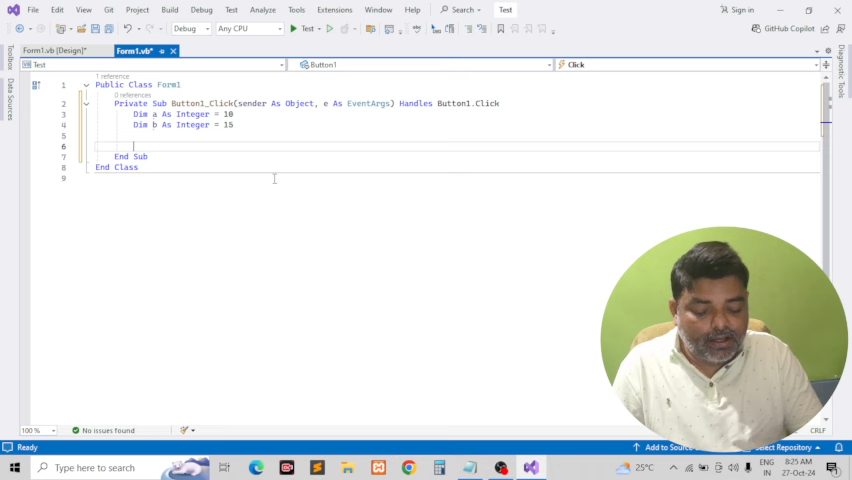 File Edit View Git Project Build Debug Test Analyze Tools Extensions Window Help Search Test Sign in
Debug Any CPU Test GitHub Copilot
Form1.vb [Design]* Form1.vb*
Test Button1 Click
Toolbox
Data Sources
Diagnostic Tools
1 reference
1 Public Class Form1
0 references
2 Private Sub Button1_Click(sender As Object, e As EventArgs) Handles Button1.Click
3 Dim a As Integer = 10
4 Dim b As Integer = 15
5
6
7 End Sub
8 End Class
9
100 % No issues found CRLF
Ready Add to Source Select Repository
Type here to search 25°C ENG 8:25 AM
IN 27-Oct-24